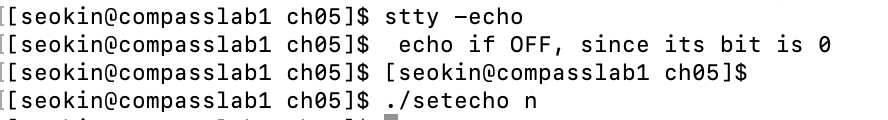 [[seokin@compasslab1 ch05]$ stty -echo
[[seokin@compasslab1 ch05]$  echo if OFF, since its bit is 0
[[seokin@compasslab1 ch05]$ [seokin@compasslab1 ch05]$
[[seokin@compasslab1 ch05]$ ./setecho n